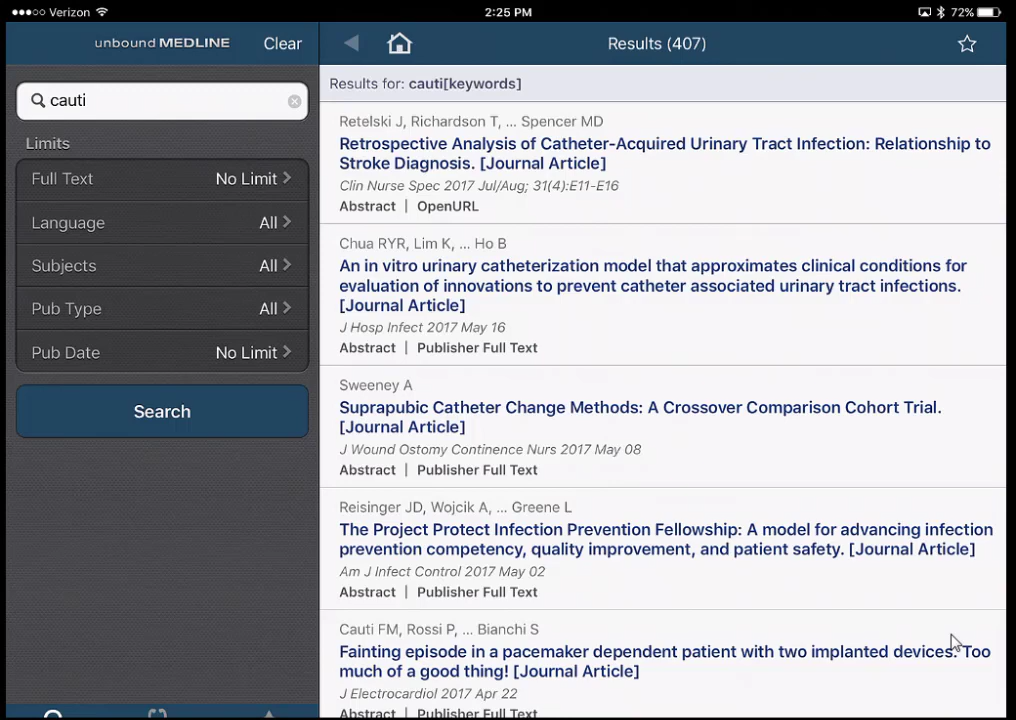 Verizon
2:25 PM
72%
unbound MEDLINE
Clear
cauti
Limits
Full Text No Limit
Language All
Subjects All
Pub Type All
Pub Date No Limit
Search
Results (407)
Results for: cauti[keywords]
Retelski J, Richardson T, ... Spencer MD
Retrospective Analysis of Catheter-Acquired Urinary Tract Infection: Relationship to
Stroke Diagnosis. [Journal Article]
Clin Nurse Spec 2017 Jul/Aug; 31(4):E11-E16
Abstract | OpenURL
Chua RYR, Lim K, ... Ho B
An in vitro urinary catheterization model that approximates clinical conditions for
evaluation of innovations to prevent catheter associated urinary tract infections.
[Journal Article]
J Hosp Infect 2017 May 16
Abstract | Publisher Full Text
Sweeney A
Suprapubic Catheter Change Methods: A Crossover Comparison Cohort Trial.
[Journal Article]
J Wound Ostomy Continence Nurs 2017 May 08
Abstract | Publisher Full Text
Reisinger JD, Wojcik A, ... Greene L
The Project Protect Infection Prevention Fellowship: A model for advancing infection
prevention competency, quality improvement, and patient safety. [Journal Article]
Am J Infect Control 2017 May 02
Abstract | Publisher Full Text
Cauti FM, Rossi P, ... Bianchi S
Fainting episode in a pacemaker dependent patient with two implanted devices. Too
much of a good thing! [Journal Article]
J Electrocardiol 2017 Apr 22
Abstract | Publisher Full Text